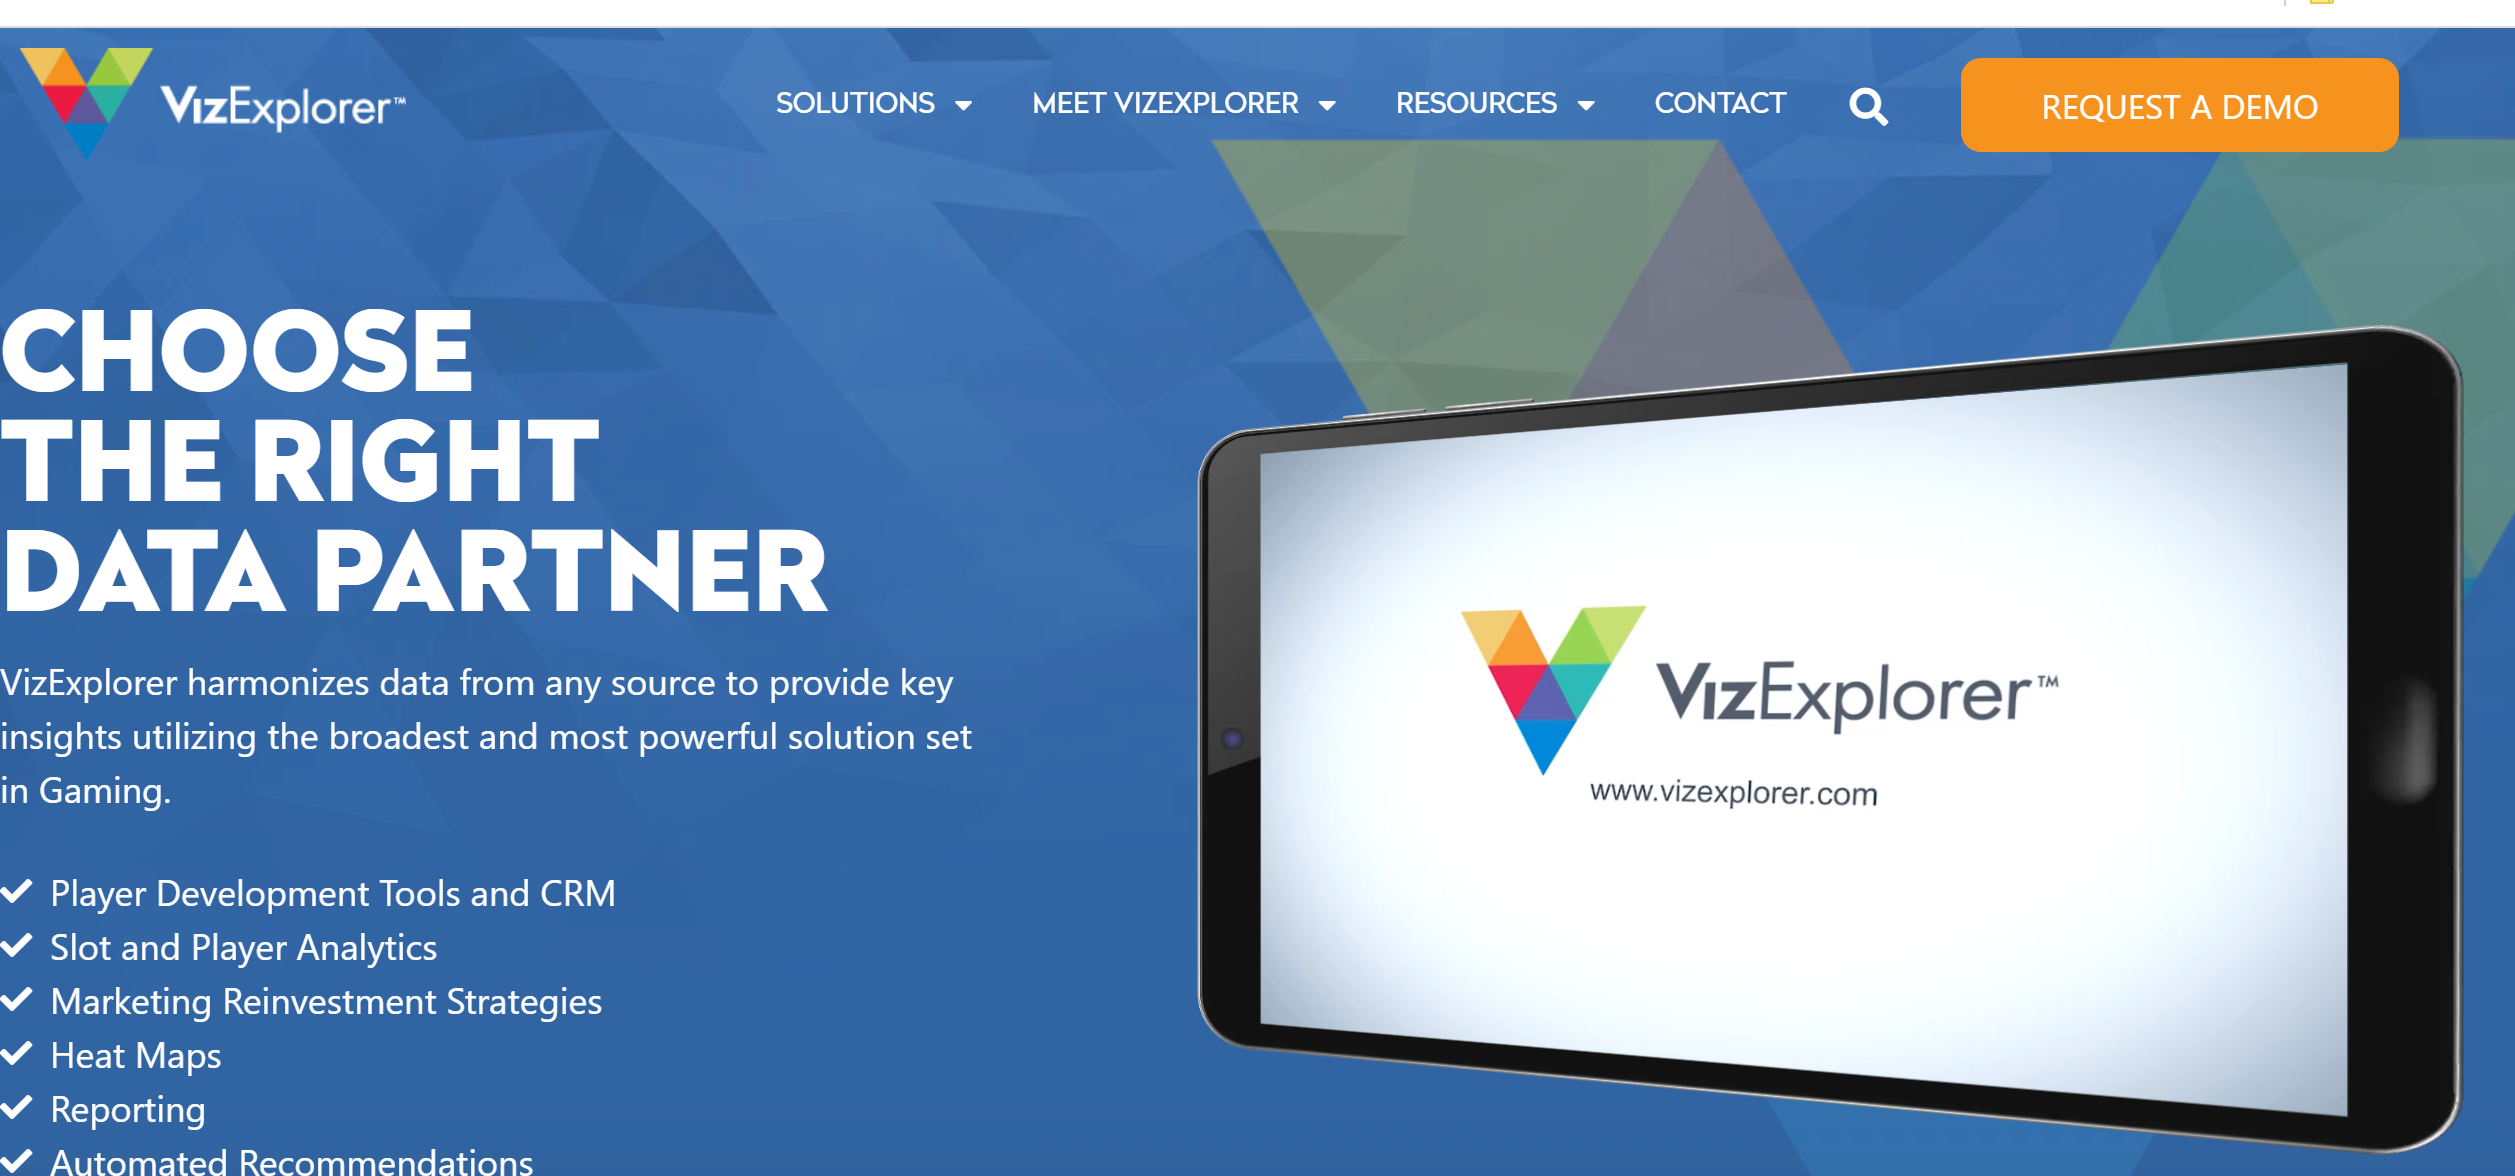 VizExplorer™
SOLUTIONS
MEET VIZEXPLORER
RESOURCES
CONTACT
REQUEST A DEMO
CHOOSE
THE RIGHT
DATA PARTNER
VizExplorer harmonizes data from any source to provide key
insights utilizing the broadest and most powerful solution set
in Gaming.
Player Development Tools and CRM
Slot and Player Analytics
Marketing Reinvestment Strategies
Heat Maps
Reporting
Automated Recommendations
VizExplorer™
www.vizexplorer.com